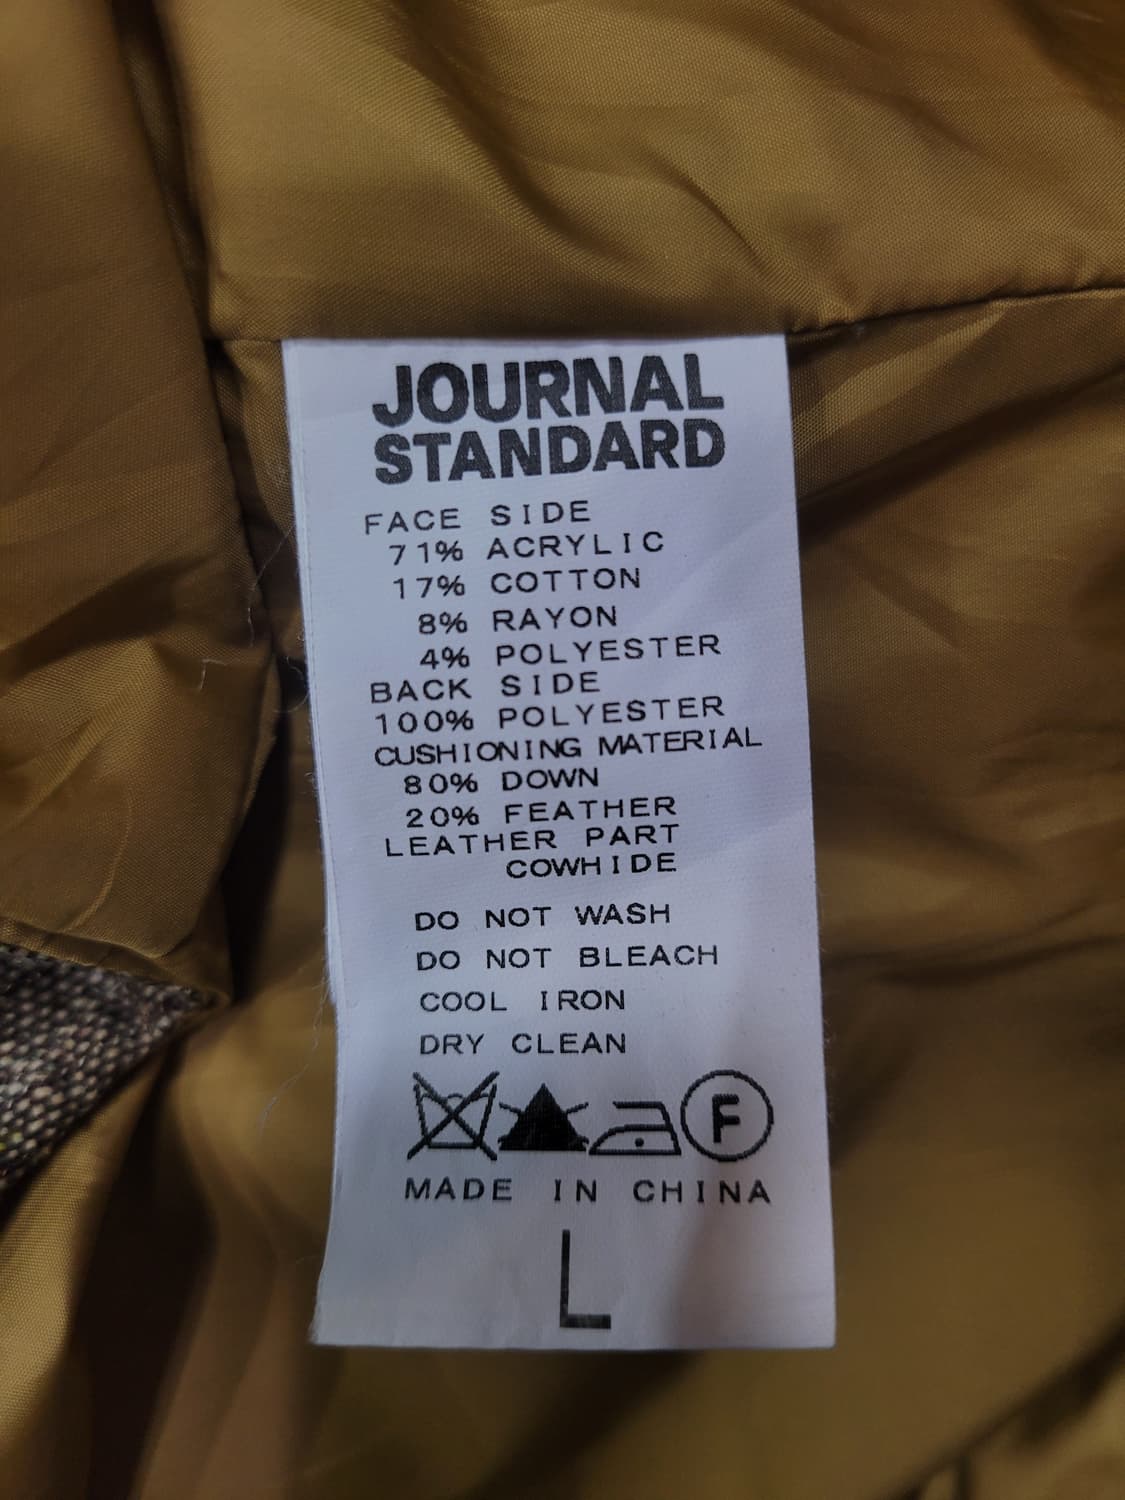 JOURNAL
STANDARD
FACE SIDE
71% ACRYLIC
17% COTTON
8% RAYON
4% POLYESTER
BACK SIDE
100% POLYESTER
CUSHIONING MATERIAL
80% DOWN
20% FEATHER
LEATHER PART
COWHIDE
DO NOT WASH
DO NOT BLEACH
COOL IRON
DRY CLEAN
F
MADE IN CHINA
L